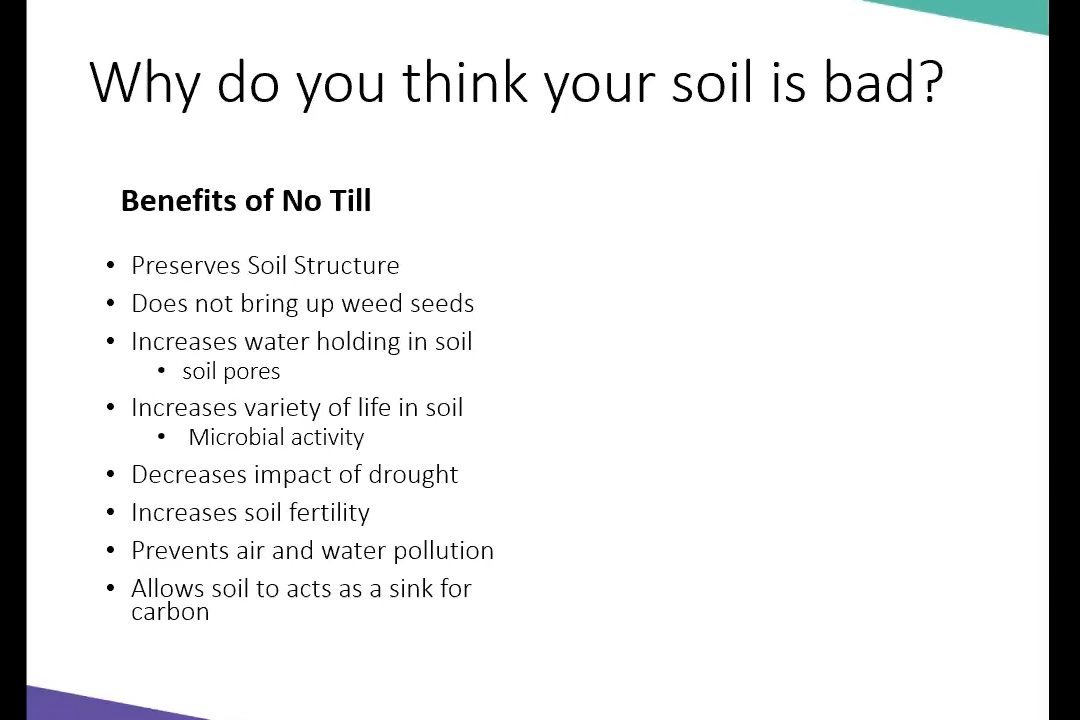 Why do you think your soil is bad?
Benefits of No Till
• Preserves Soil Structure
• Does not bring up weed seeds
• Increases water holding in soil
• soil pores
• Increases variety of life in soil
• Microbial activity
• Decreases impact of drought
• Increases soil fertility
• Prevents air and water pollution
• Allows soil to acts as a sink for
carbon